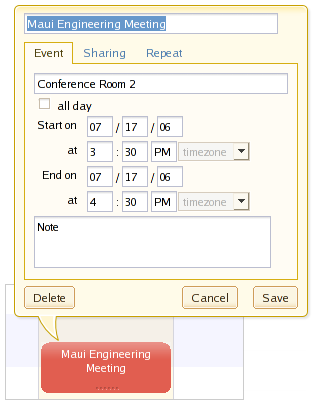 Maui Engineering Meeting
Event Sharing Repeat
Conference Room 2
all day
Start on 07 / 17 / 06
at 3 : 30 PM timezone
End on 07 / 17 / 06
at 4 : 30 PM timezone
Note
Delete Cancel Save
Maui Engineering
Meeting